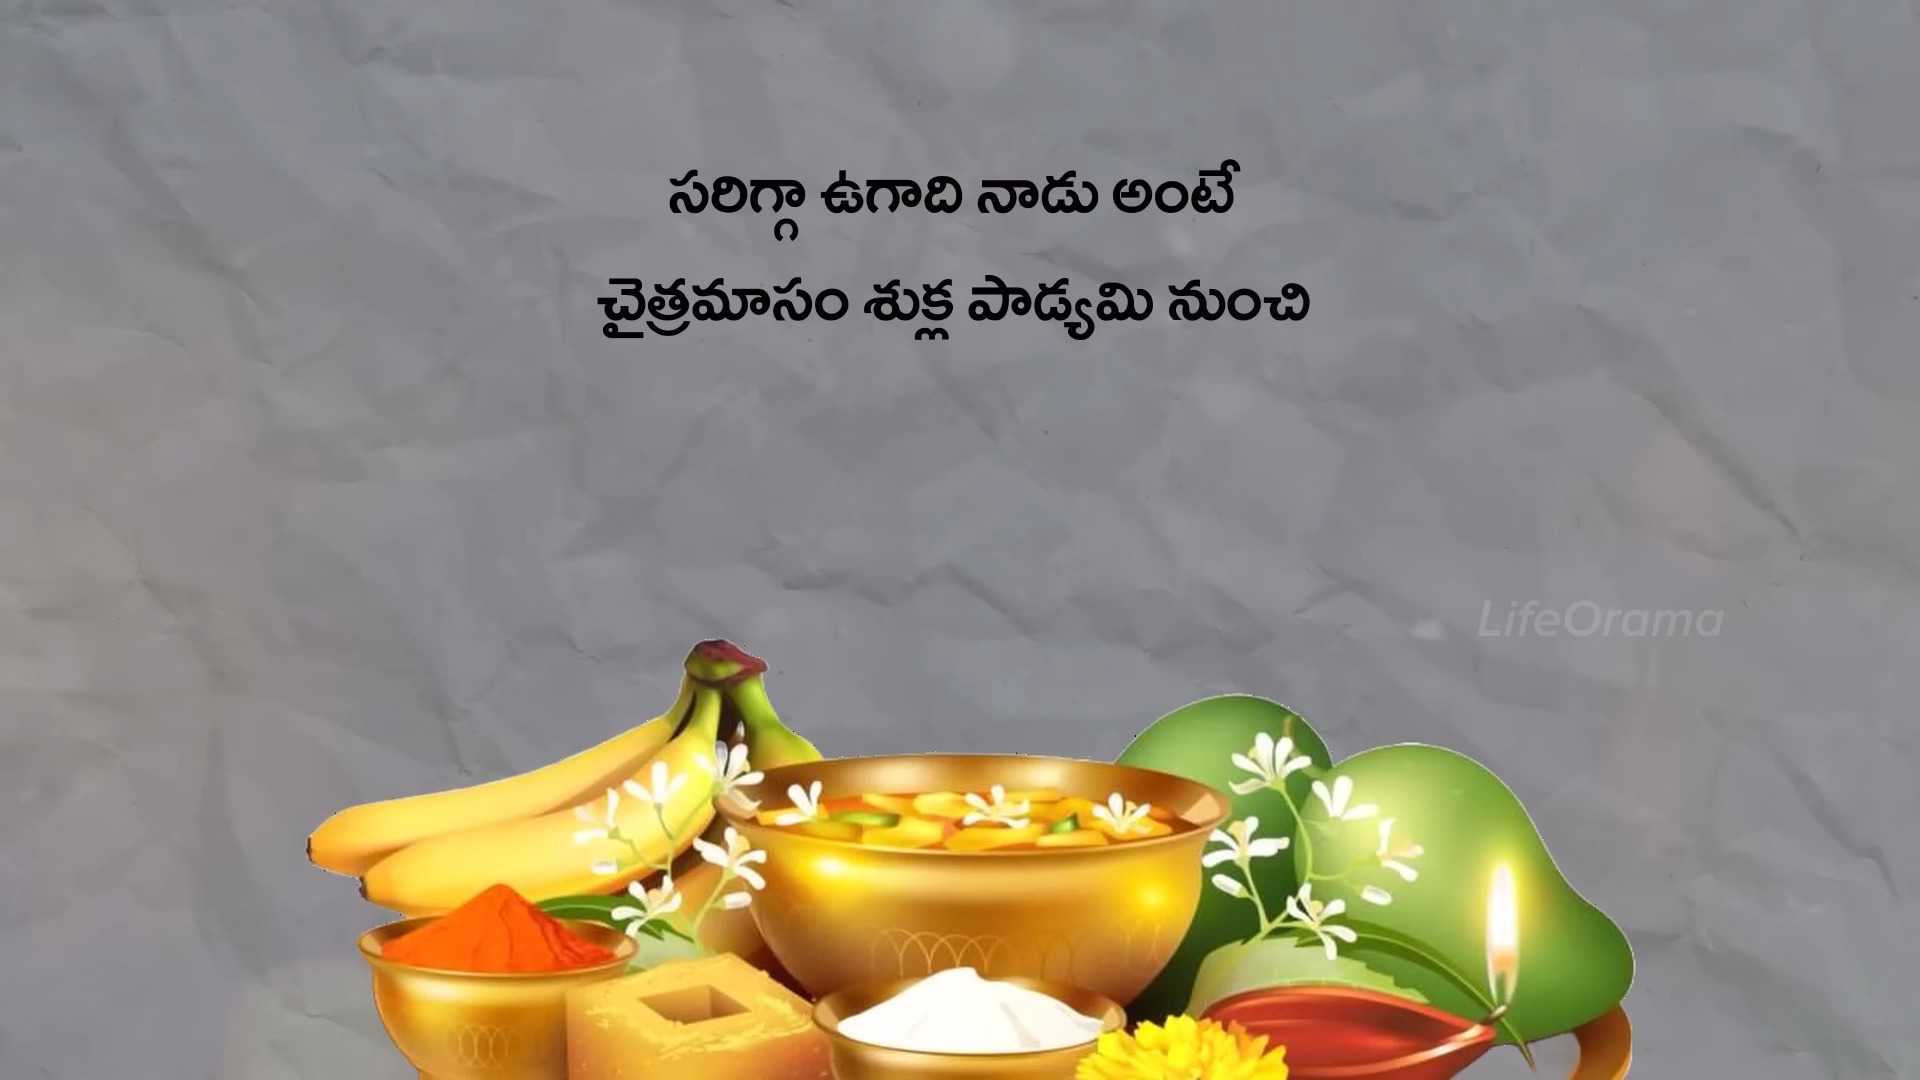 సరిగ్గా ఉగాది నాడు అంటే
చైత్రమాసం శుక్ల పాడ్యమి నుంచి
LifeOrama